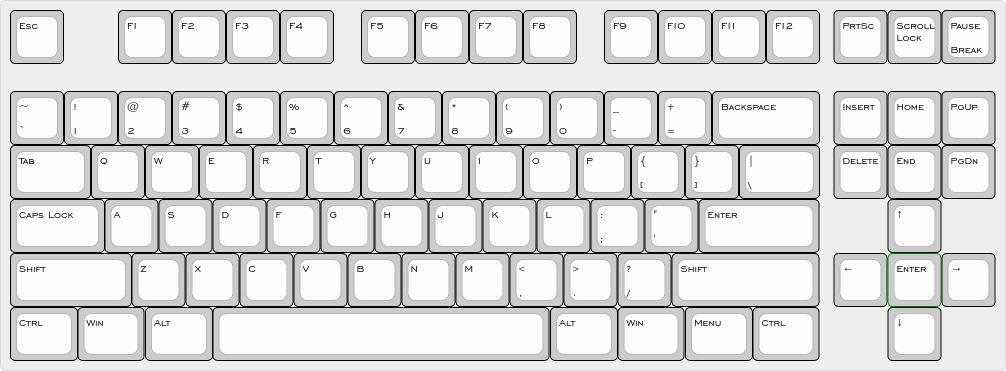 Esc F1 F2 F3 F4 F5 F6 F7 F8 F9 F10 F11 F12 PrtSc Scroll Pause
Lock
Break
~ ! @ # $ % ^ & * ( ) _ + Backspace Insert Home PgUp
` 1 2 3 4 5 6 7 8 9 0 - =
Tab Q W E R T Y U I O P { } | Delete End PgDn
[ ] \
Caps Lock A S D F G H J K L : " Enter ↑
; '
Shift Z X C V B N M < > ? Shift ← Enter →
, . /
Ctrl Win Alt Alt Win Menu Ctrl ↓